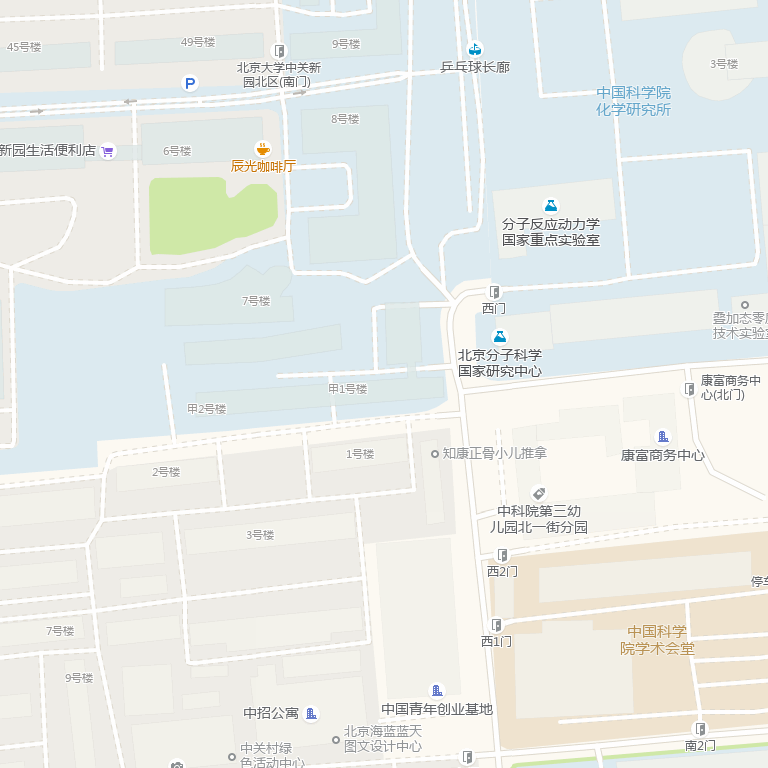 45号楼
49号楼
9号楼
北京大学中关新
园北区(南门)
乒乓球长廊
3号楼
中国科学院
化学研究所
P
8号楼
新园生活便利店
6号楼
辰光咖啡厅
分子反应动力学
国家重点实验室
7号楼
西门
叠加态零
技术实验室
北京分子科学
国家研究中心
甲1号楼
甲2号楼
康富商务中
心(北门)
康富商务中心
1号楼
知康正骨小儿推拿
2号楼
中科院第三幼
儿园北一街分园
3号楼
西2门
停车
7号楼
西1门
中国科学
院学术会堂
9号楼
中招公寓
中国青年创业基地
北京海蓝蓝天
图文设计中心
中关村绿
色活动中心
南2门